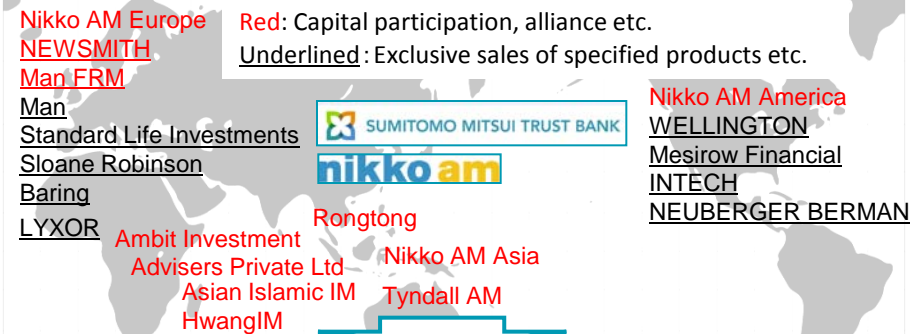 Nikko AM Europe
NEWSMITH
Man FRM
Man
Standard Life Investments
Sloane Robinson
Baring
LYXOR
Red: Capital participation, alliance etc.
Underlined : Exclusive sales of specified products etc.
SUMITOMO MITSUI TRUST BANK
nikko am
Nikko AM America
WELLINGTON
Mesirow Financial
INTECH
NEUBERGER BERMAN
Rongtong
Ambit Investment
Advisers Private Ltd
Nikko AM Asia
Asian Islamic IM
Tyndall AM
HwangIM